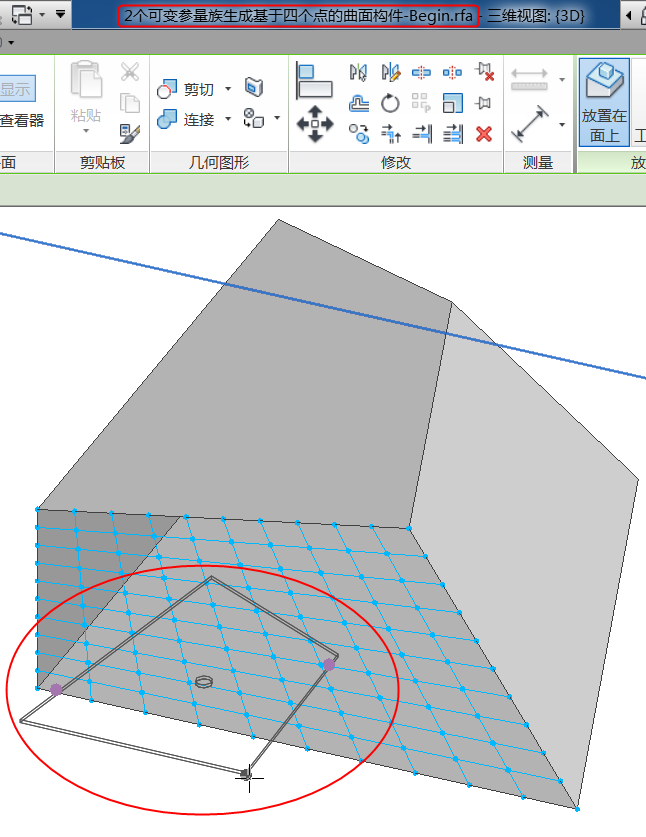 2个可变参量族生成基于四个点的曲面构件-Begin.rfa - 三维视图: {3D}
显示
查看器
粘贴
剪切
连接
放置在
面上
工
面
剪贴板
几何图形
修改
测量
放